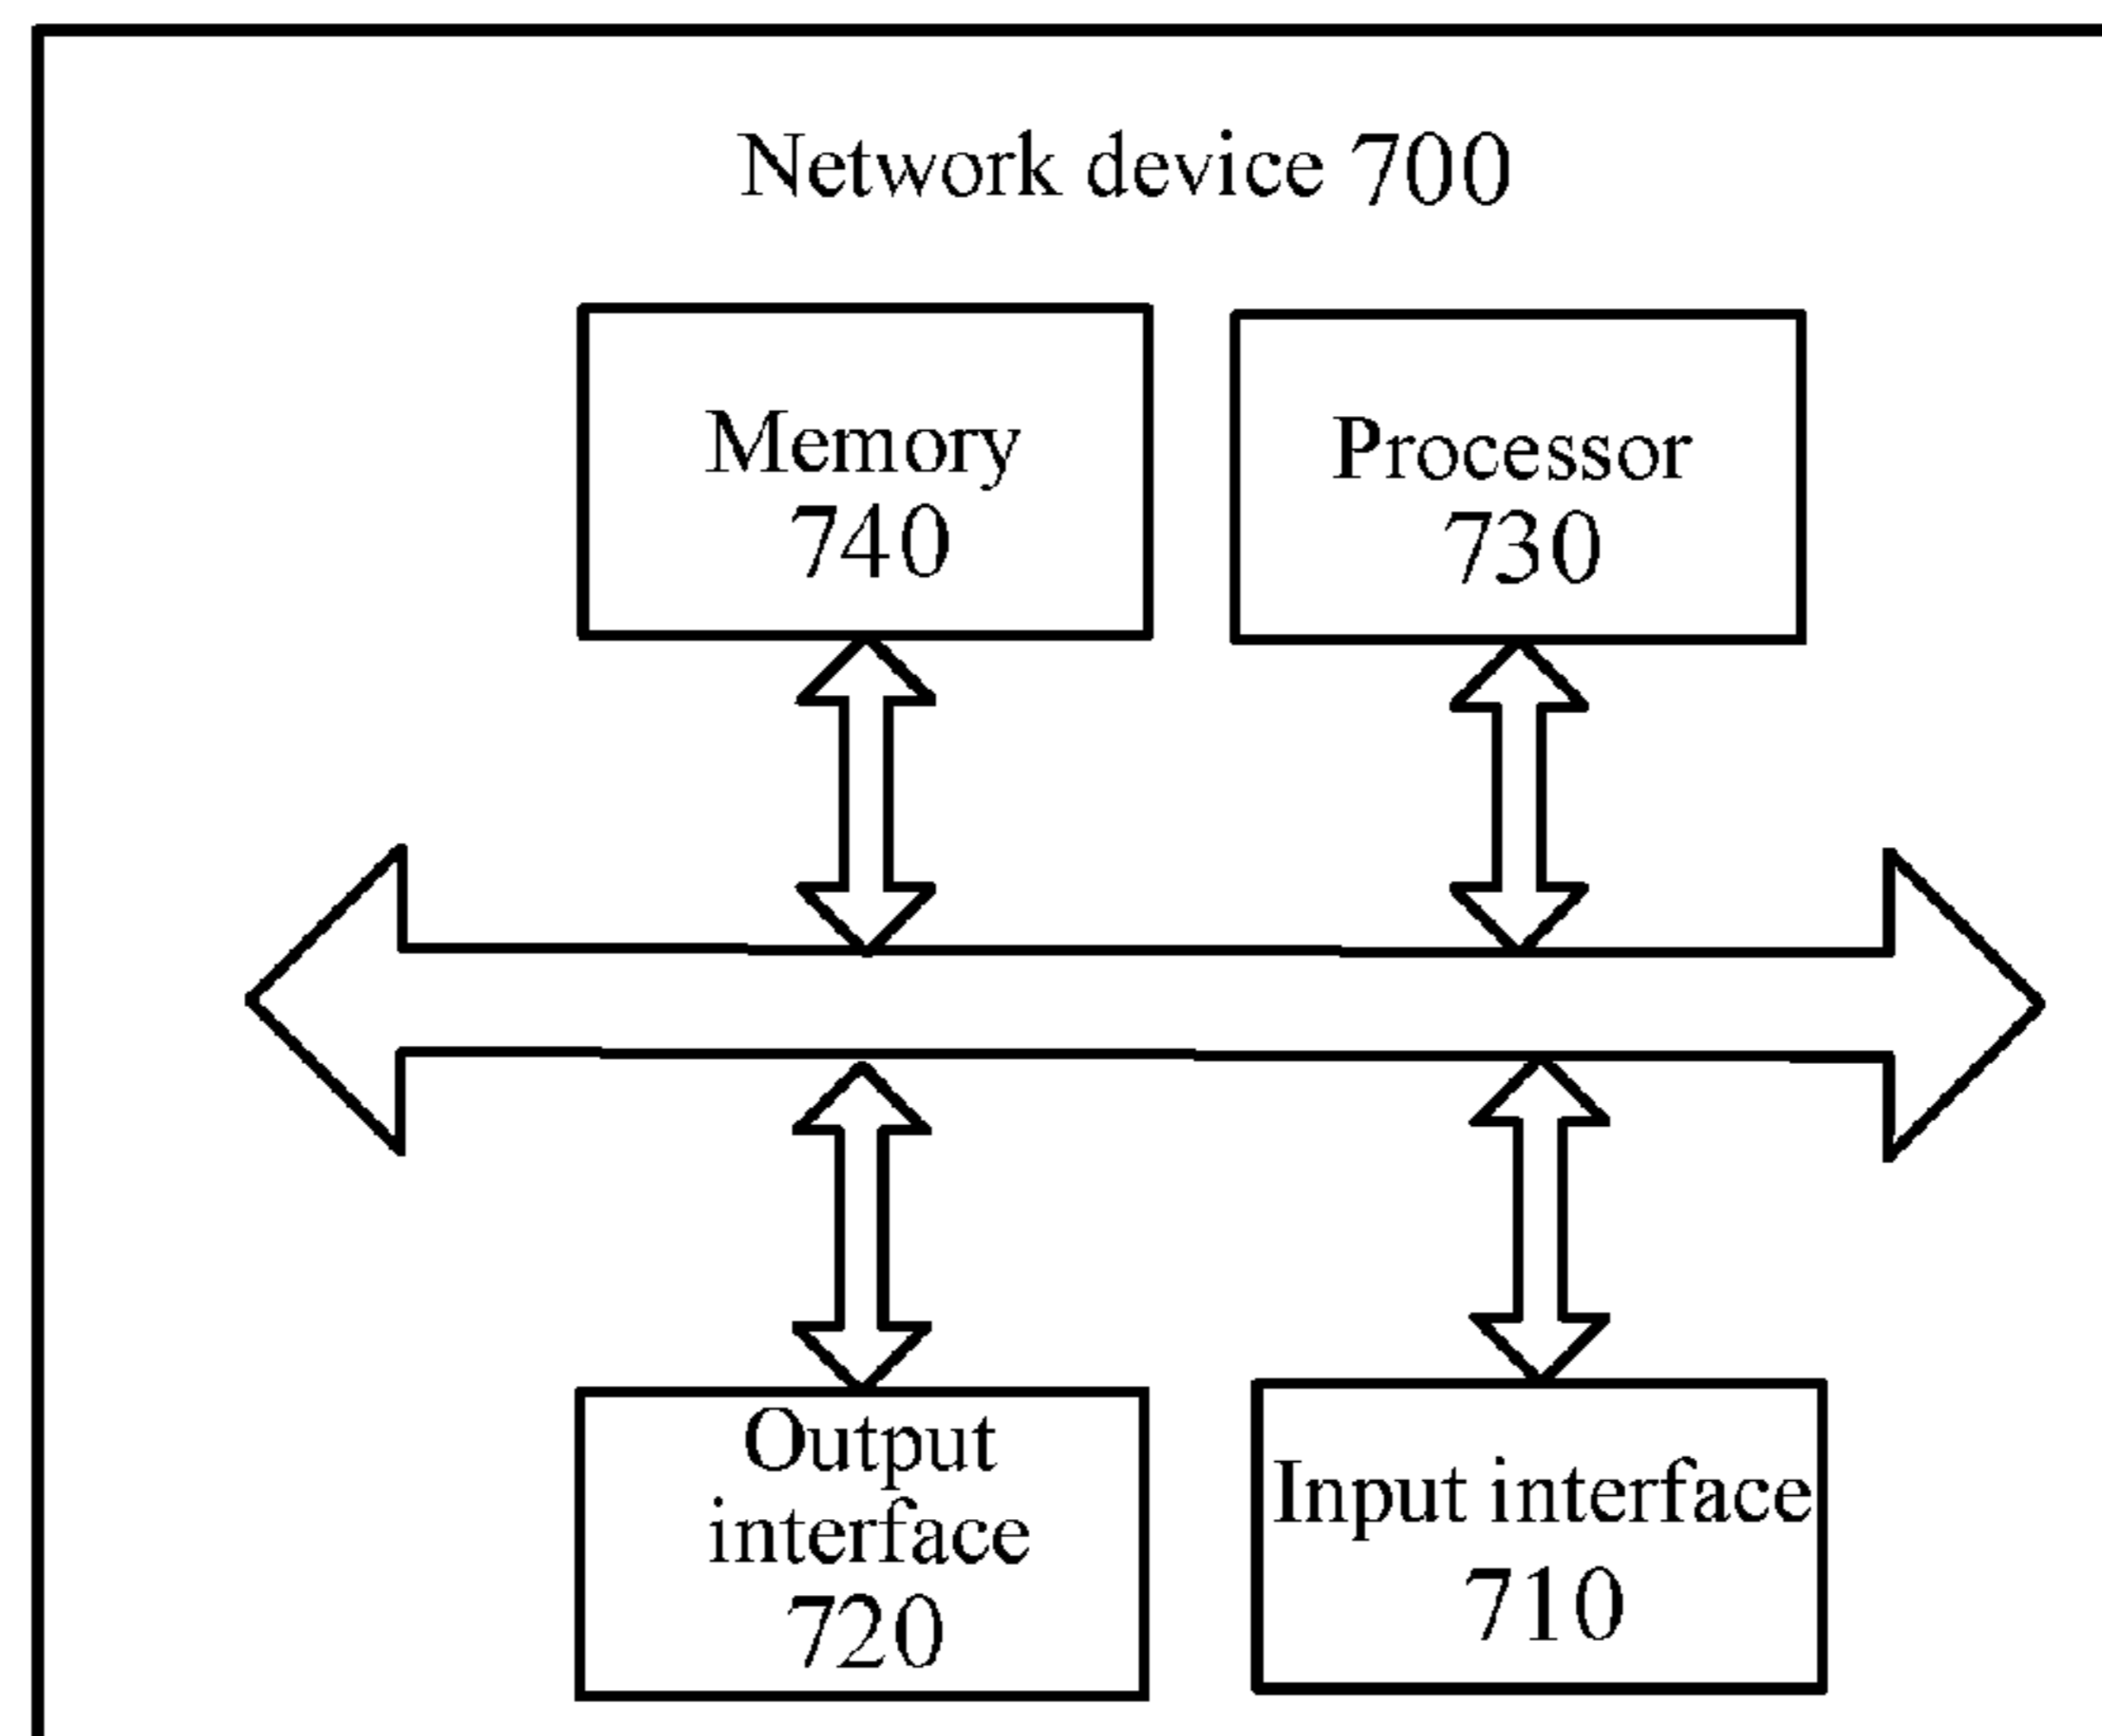 Network device 700
Memory
740
Processor
730
Output
interface
720
Input interface
710